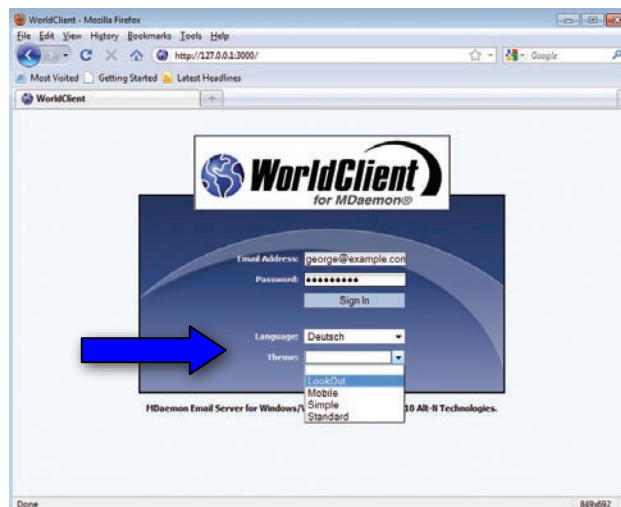 WorldClient - Mozilla Firefox
File Edit View History Bookmarks Tools Help
http://127.0.0.1:3000/
Google
Most Visited Getting Started Latest Headlines
WorldClient
WorldClient
for MDaemon®
Email Address: george@example.com
Password: •••••••••
Sign In
Language: Deutsch
Theme:
LookOut
Mobile
Simple
Standard
MDaemon Email Server for Windows/ 10 Alt-N Technologies.
Done 849x692